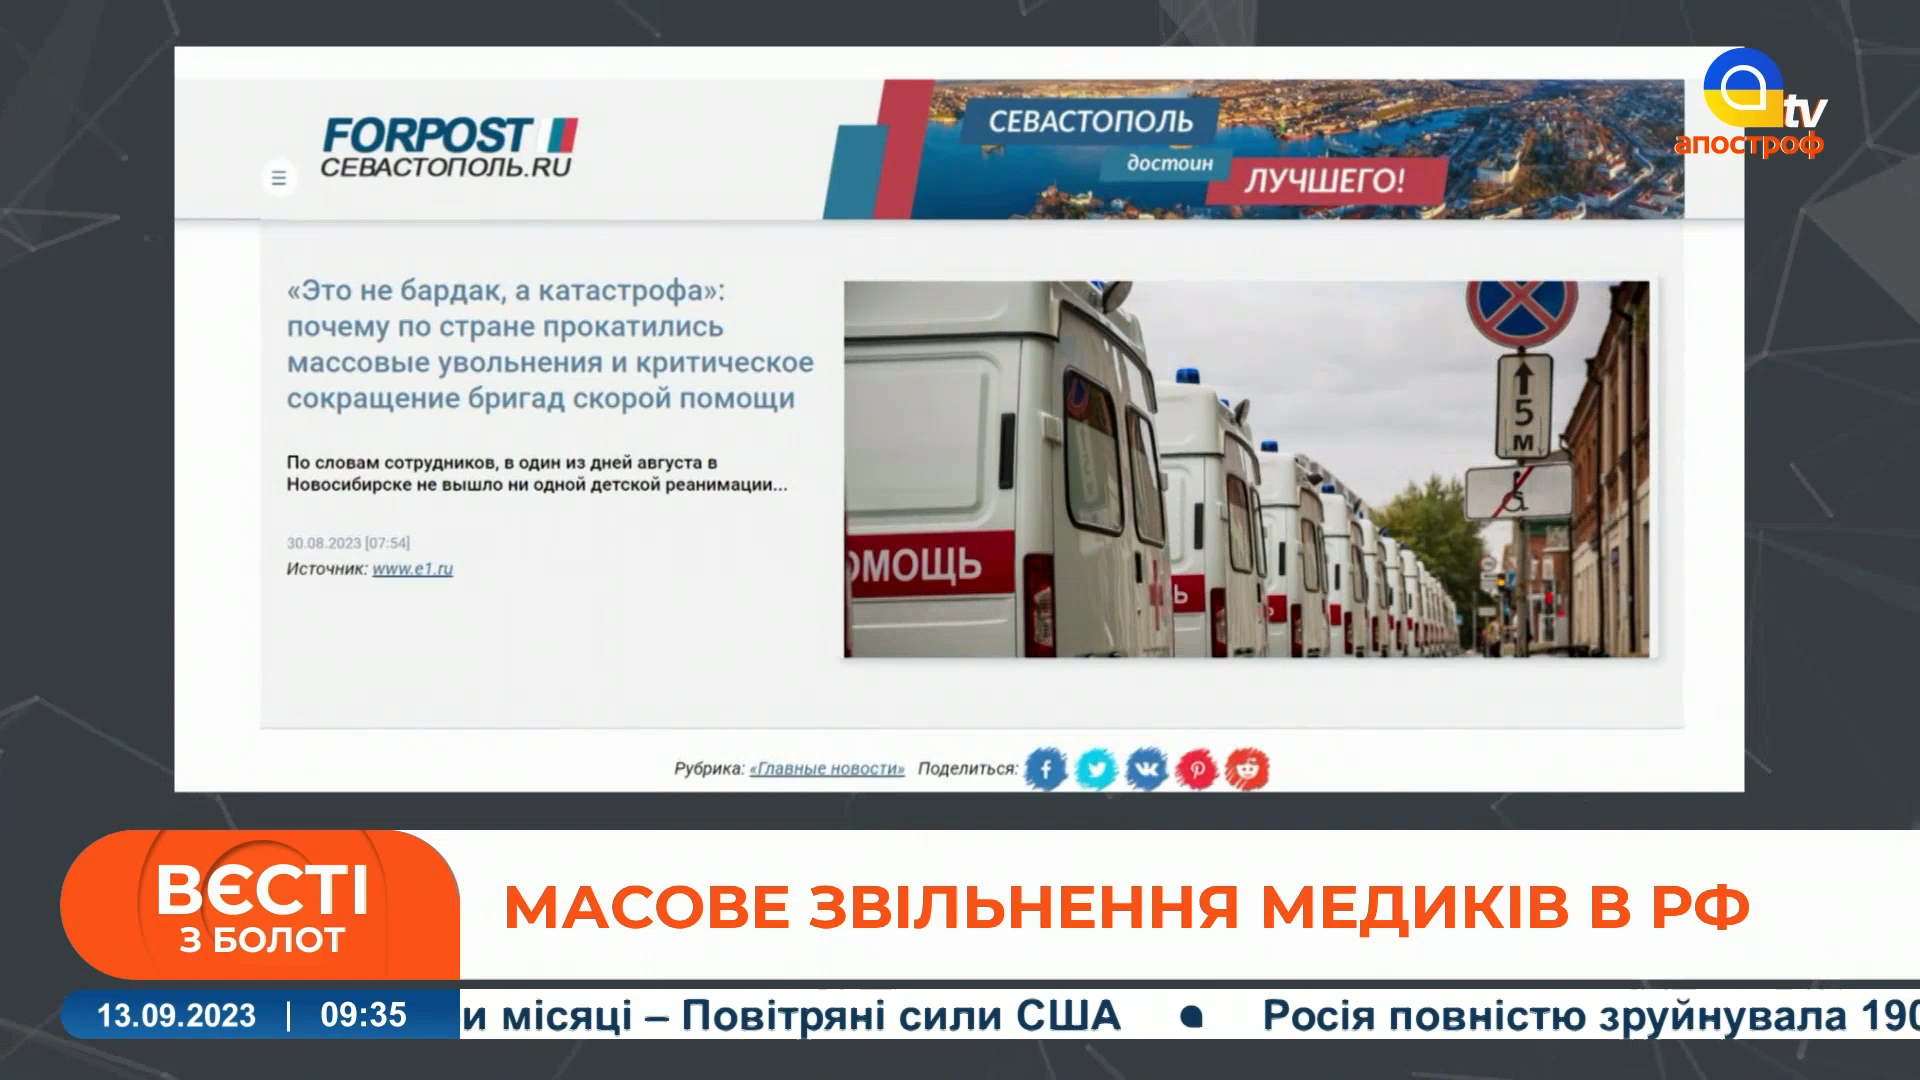 FORPOST
СЕВАСТОПОЛЬ.RU
СЕВАСТОПОЛЬ
достоин
ЛУЧШЕГО!
tv
апостроф
«Это не бардак, а катастрофа»:
почему по стране прокатились
массовые увольнения и критическое
сокращение бригад скорой помощи
По словам сотрудников, в один из дней августа в
Новосибирске не вышло ни одной детской реанимации...
30.08.2023 [07:54]
Источник: www.e1.ru
ОМОЩЬ
Ь
5
М
Рубрика: «Главные новости» Поделиться:
ВЄСТІ
З БОЛОТ
МАСОВЕ ЗВІЛЬНЕННЯ МЕДИКІВ В РФ
13.09.2023 | 09:35
и місяці – Повітряні сили США • Росія повністю зруйнувала 190